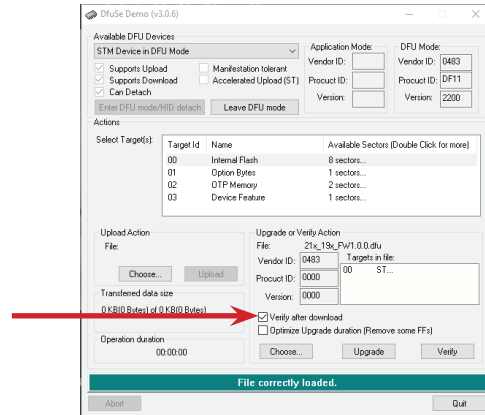 DfuSe Demo (v3.0.6)
Available DFU Devices
STM Device in DFU Mode
Supports Upload
Manifestation tolerant
Supports Download
Accelerated Upload (ST)
Can Detach
Enter DFU mode/HID detach
Leave DFU mode
Application Mode:
Vendor ID:
Procuct ID:
Version:
DFU Mode:
Vendor ID: 0483
Procuct ID: DF11
Version: 2200
Actions
Select Target(s):
Target Id Name Available Sectors (Double Click for more)
00 Internal Flash 8 sectors...
01 Option Bytes 1 sectors...
02 OTP Memory 2 sectors...
03 Device Feature 1 sectors...
Upload Action
File:
Choose... Upload
Transferred data size
0 KB(0 Bytes) of 0 KB(0 Bytes)
Operation duration
00:00:00
Upgrade or Verify Action
File: 21x_19x_FW1.0.0.dfu
Vendor ID: 0483
Procuct ID: 0000
Version: 0000
Targets in file:
00 ST...
Verify after download
Optimize Upgrade duration (Remove some FFs)
Choose... Upgrade Verify
File correctly loaded.
Abort Quit